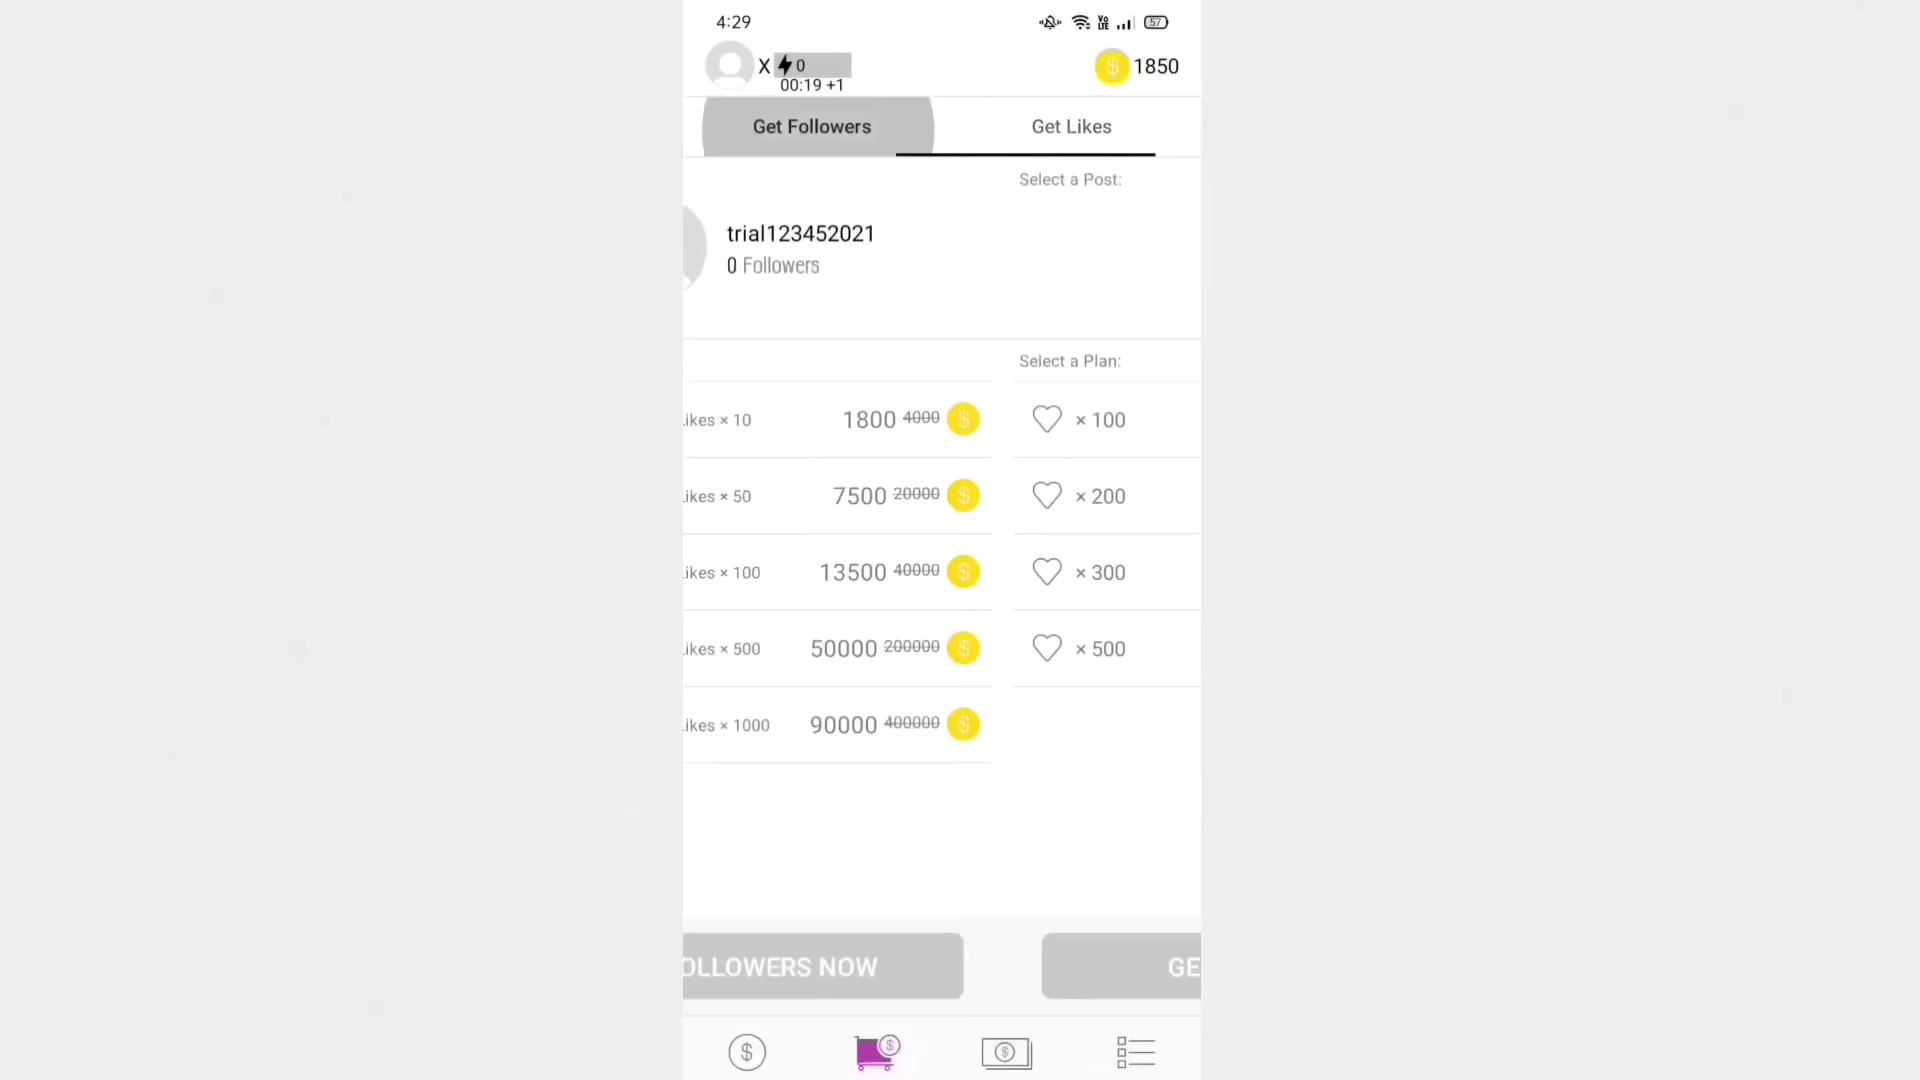 4:29
57
X 0
00:19 +1
1850
Get Followers
Get Likes
Select a Post:
trial123452021
0 Followers
Select a Plan:
ikes × 10 1800 4000
× 100
ikes × 50 7500 20000
× 200
ikes × 100 13500 40000
× 300
ikes × 500 50000 200000
× 500
ikes × 1000 90000 400000
OLLOWERS NOW
GE